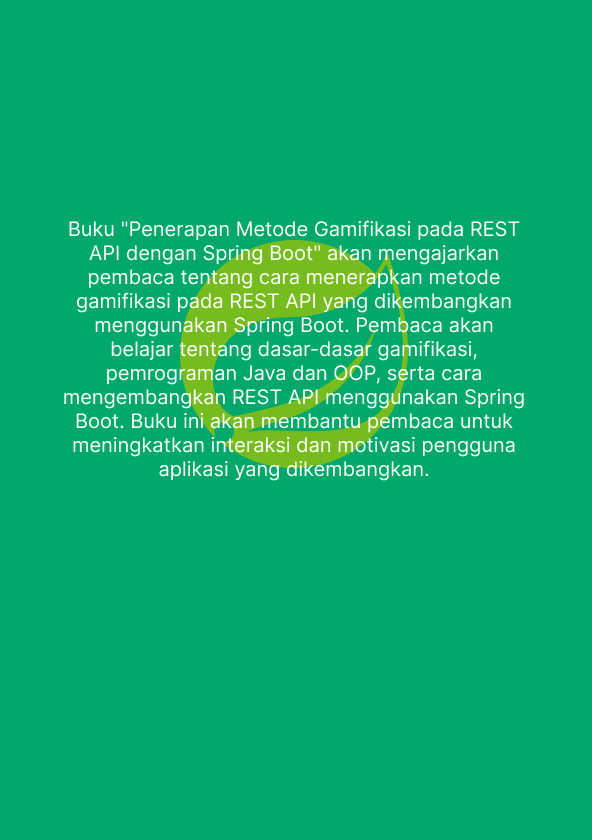 Buku "Penerapan Metode Gamifikasi pada REST
API dengan Spring Boot" akan mengajarkan
pembaca tentang cara menerapkan metode
gamifikasi pada REST API yang dikembangkan
menggunakan Spring Boot. Pembaca akan
belajar tentang dasar-dasar gamifikasi,
pemrograman Java dan OOP, serta cara
mengembangkan REST API menggunakan Spring
Boot. Buku ini akan membantu pembaca untuk
meningkatkan interaksi dan motivasi pengguna
aplikasi yang dikembangkan.